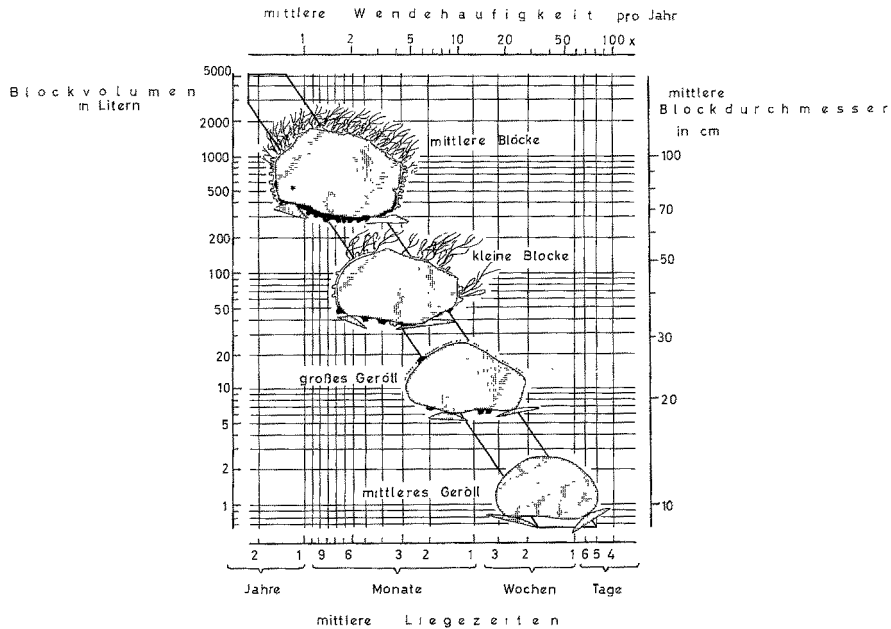 mittlere Wendehaufigkeit pro Jahr
1 2 5 10 20 50 100 x
Blockvolumen
in Litern
mittlere
Blockdurchmesser
in cm
5000
2000
1000
500
200
100
50
20
10
5
2
1
100
70
50
30
20
10
mittlere Blöcke
kleine Blocke
großes Geröll
mittleres Geröll
2 1 9 6 3 2 1 3 2 1 6 5 4
Jahre Monate Wochen Tage
mittlere Liegezeiten